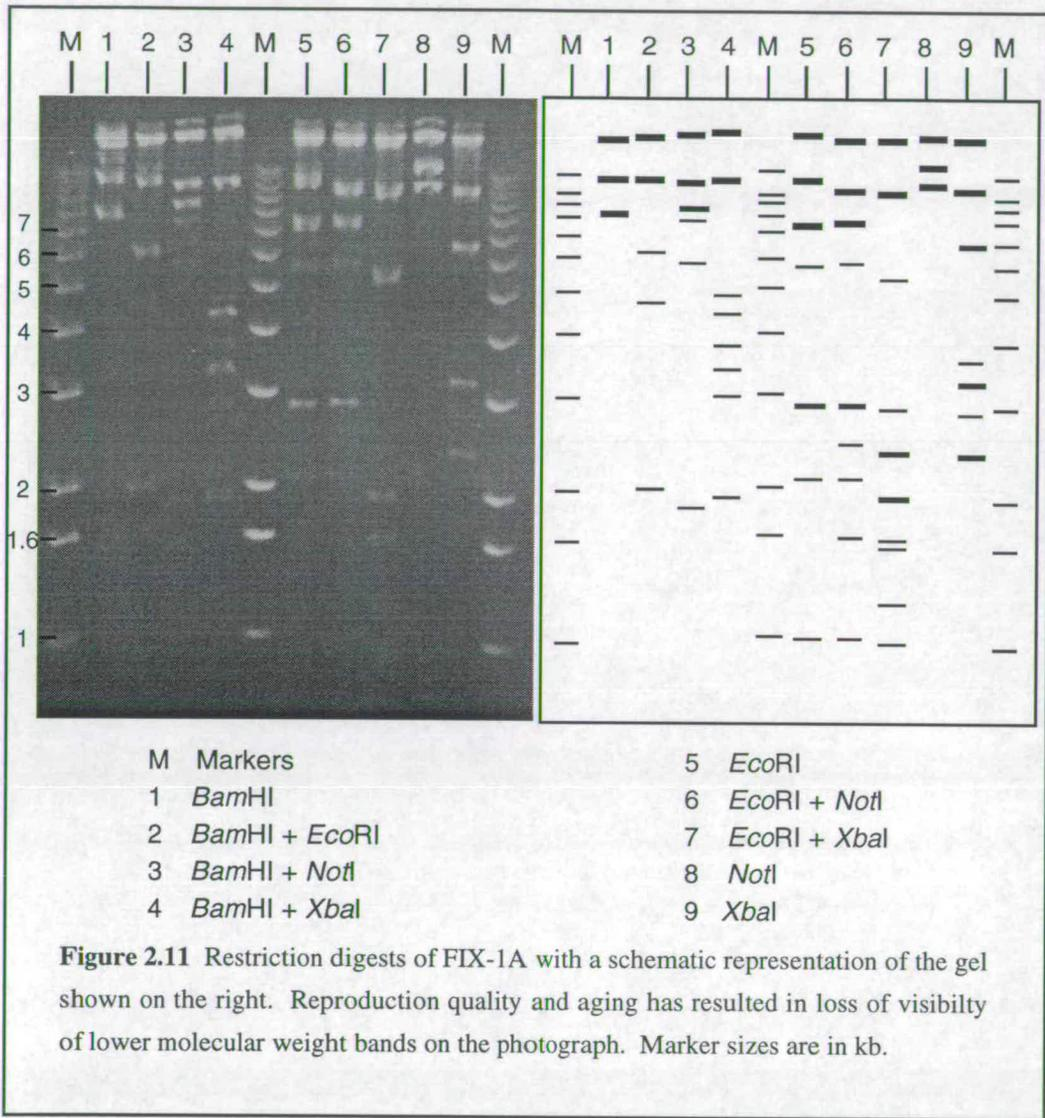 M 1 2 3 4 M 5 6 7 8 9 M
M 1 2 3 4 M 5 6 7 8 9 M
7
6
5
4
3
2
1.6
1
M Markers
1 BamHI
2 BamHI + EcoRI
3 BamHI + NotI
4 BamHI + XbaI
5 EcoRI
6 EcoRI + NotI
7 EcoRI + XbaI
8 NotI
9 XbaI
Figure 2.11 Restriction digests of FIX-1A with a schematic representation of the gel
shown on the right. Reproduction quality and aging has resulted in loss of visibilty
of lower molecular weight bands on the photograph. Marker sizes are in kb.